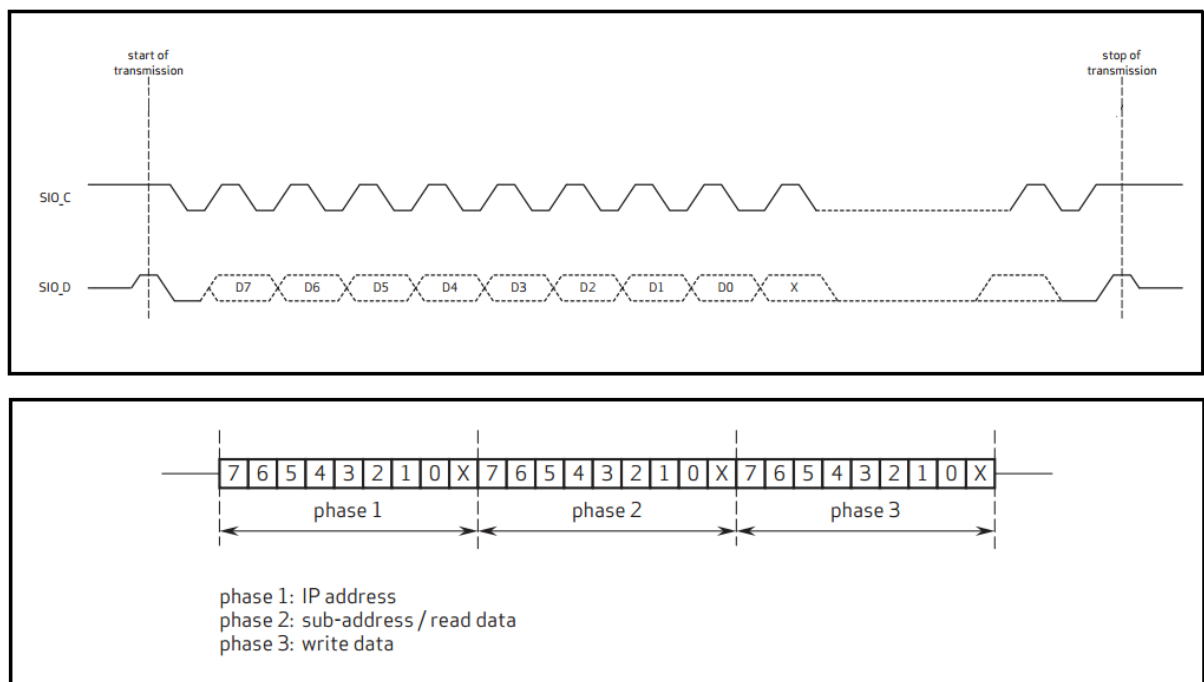 start of
transmission
stop of
transmission
SIO_C
SIO_D
D7 D6 D5 D4 D3 D2 D1 D0 X
7 6 5 4 3 2 1 0 X 7 6 5 4 3 2 1 0 X 7 6 5 4 3 2 1 0 X
phase 1 phase 2 phase 3
phase 1: IP address
phase 2: sub-address / read data
phase 3: write data